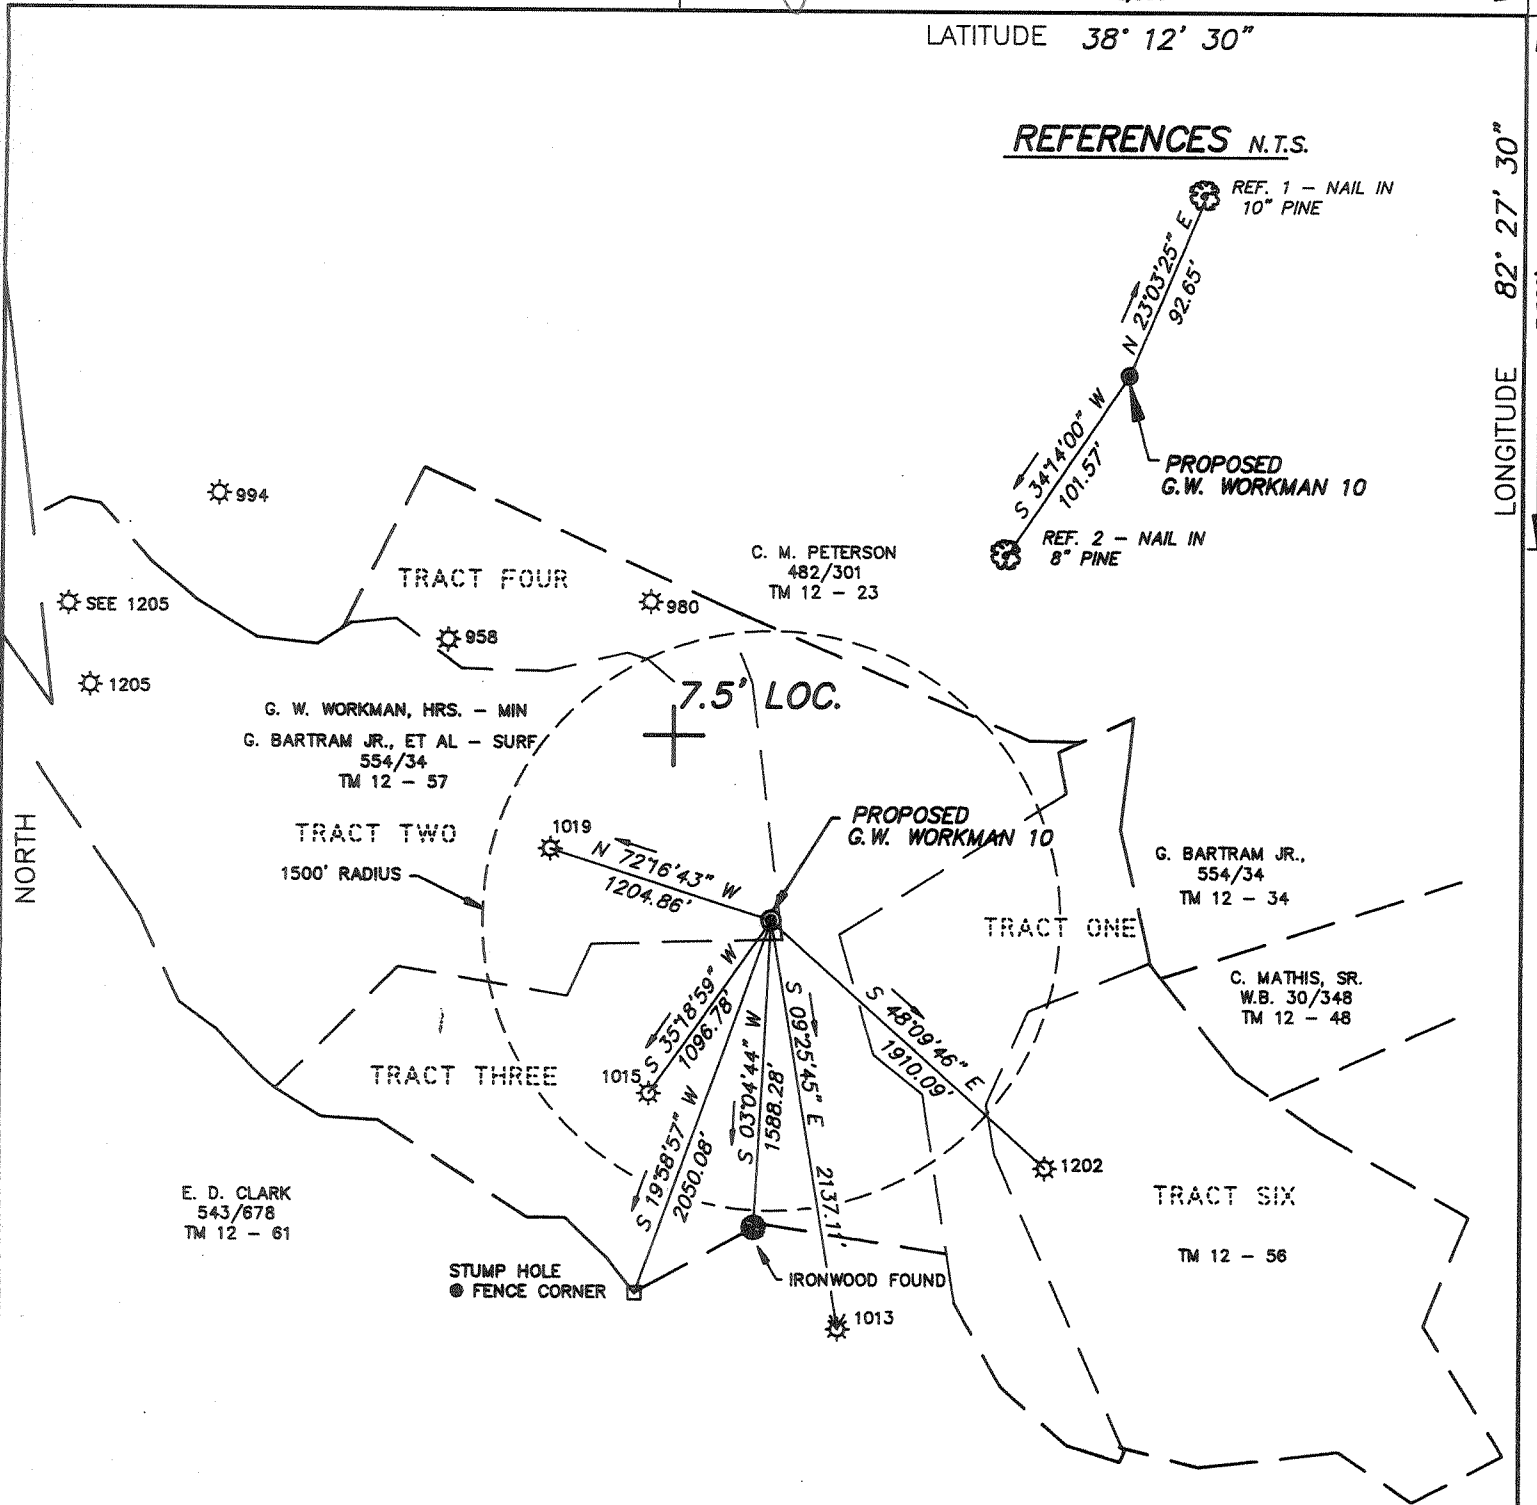 LATITUDE 38° 12' 30"
REFERENCES N.T.S.
REF. 1 - NAIL IN
10" PINE
N 23°03'25" E
92.65'
LONGITUDE 82° 27' 30"
S 34°14'00" W
101.57'
PROPOSED
G.W. WORKMAN 10
REF. 2 - NAIL IN
8" PINE
994
C. M. PETERSON
482/301
TM 12 - 23
TRACT FOUR
SEE 1205
980
958
1205
7.5' LOC.
G. W. WORKMAN, HRS. - MIN
G. BARTRAM JR., ET AL - SURF
554/34
TM 12 - 57
NORTH
TRACT TWO
1500' RADIUS
1019
N 72°16'43" W
1204.86'
PROPOSED
G.W. WORKMAN 10
G. BARTRAM JR.,
554/34
TM 12 - 34
TRACT ONE
C. MATHIS, SR.
W.B. 30/348
TM 12 - 48
S 35°18'59" W
1096.78'
S 19°58'57" W
2050.08'
S 03°04'44" W
1588.28'
S 09°25'45" E
2137.11'
S 48°09'46" E
1910.09'
TRACT THREE
1015
1202
TRACT SIX
TM 12 - 56
E. D. CLARK
543/678
TM 12 - 61
STUMP HOLE
@ FENCE CORNER
IRONWOOD FOUND
1013